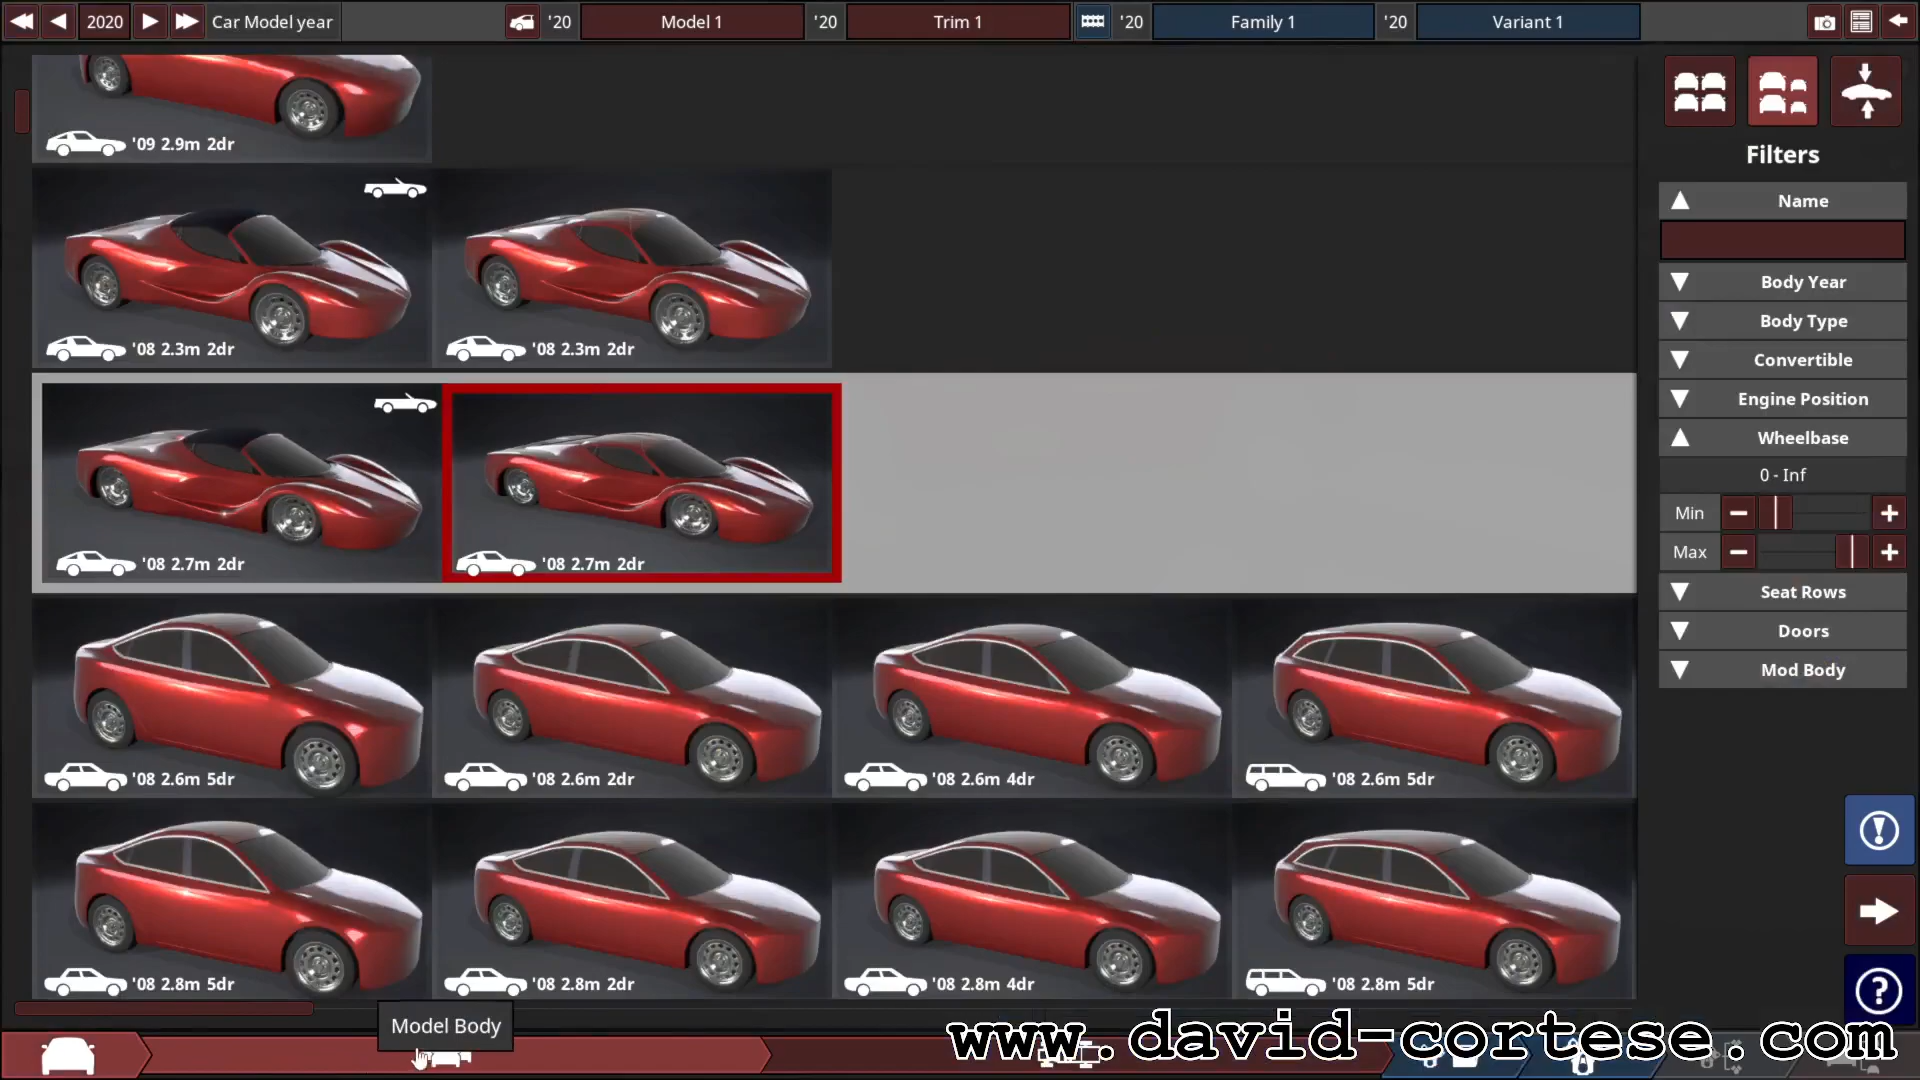 2020 Car Model year '20 Model 1 '20 Trim 1 '20 Family 1 '20 Variant 1
Filters
Name
Body Year
Body Type
Convertible
Engine Position
Wheelbase
0 - Inf
Min
Max
Seat Rows
Doors
Mod Body
'09 2.9m 2dr
'08 2.3m 2dr '08 2.3m 2dr
'08 2.7m 2dr '08 2.7m 2dr
'08 2.6m 5dr '08 2.6m 2dr '08 2.6m 4dr '08 2.6m 5dr
'08 2.8m 5dr '08 2.8m 2dr '08 2.8m 4dr '08 2.8m 5dr
Model Body
www.david-cortese.com